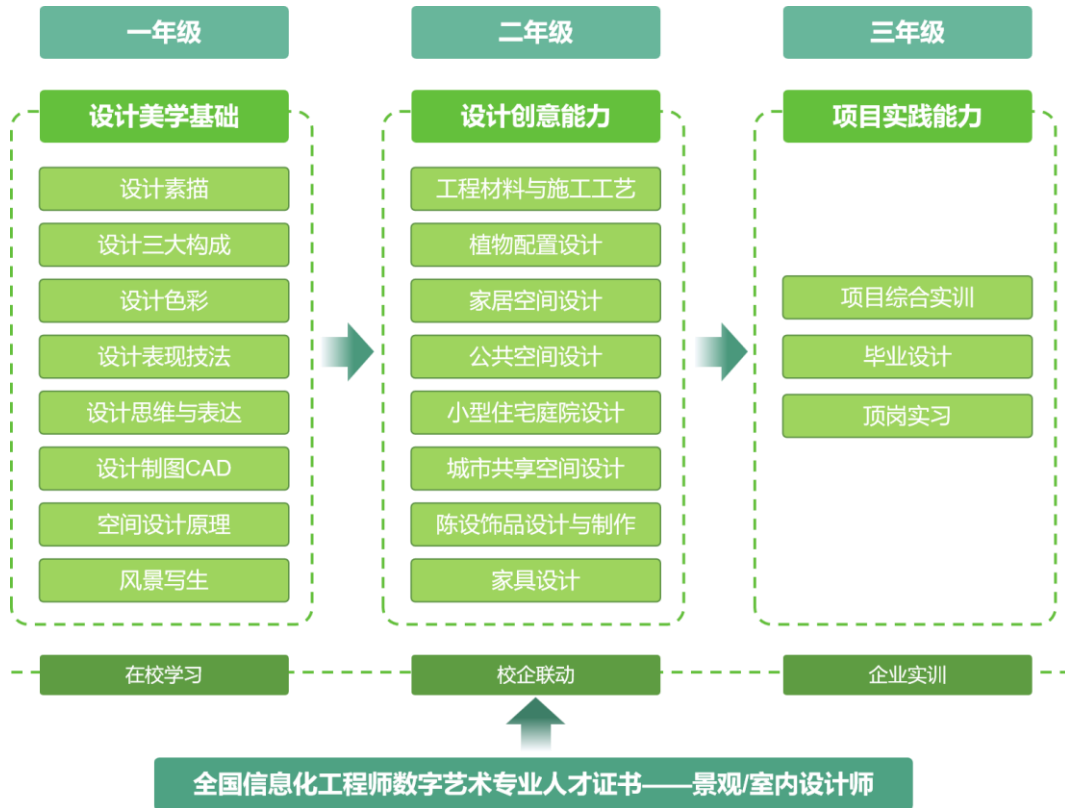 一年级
二年级
三年级
设计美学基础
设计素描
设计三大构成
设计色彩
设计表现技法
设计思维与表达
设计制图CAD
空间设计原理
风景写生
设计创意能力
工程材料与施工工艺
植物配置设计
家居空间设计
公共空间设计
小型住宅庭院设计
城市共享空间设计
陈设饰品设计与制作
家具设计
项目实践能力
项目综合实训
毕业设计
顶岗实习
在校学习
校企联动
企业实训
全国信息化工程师数字艺术专业人才证书——景观/室内设计师